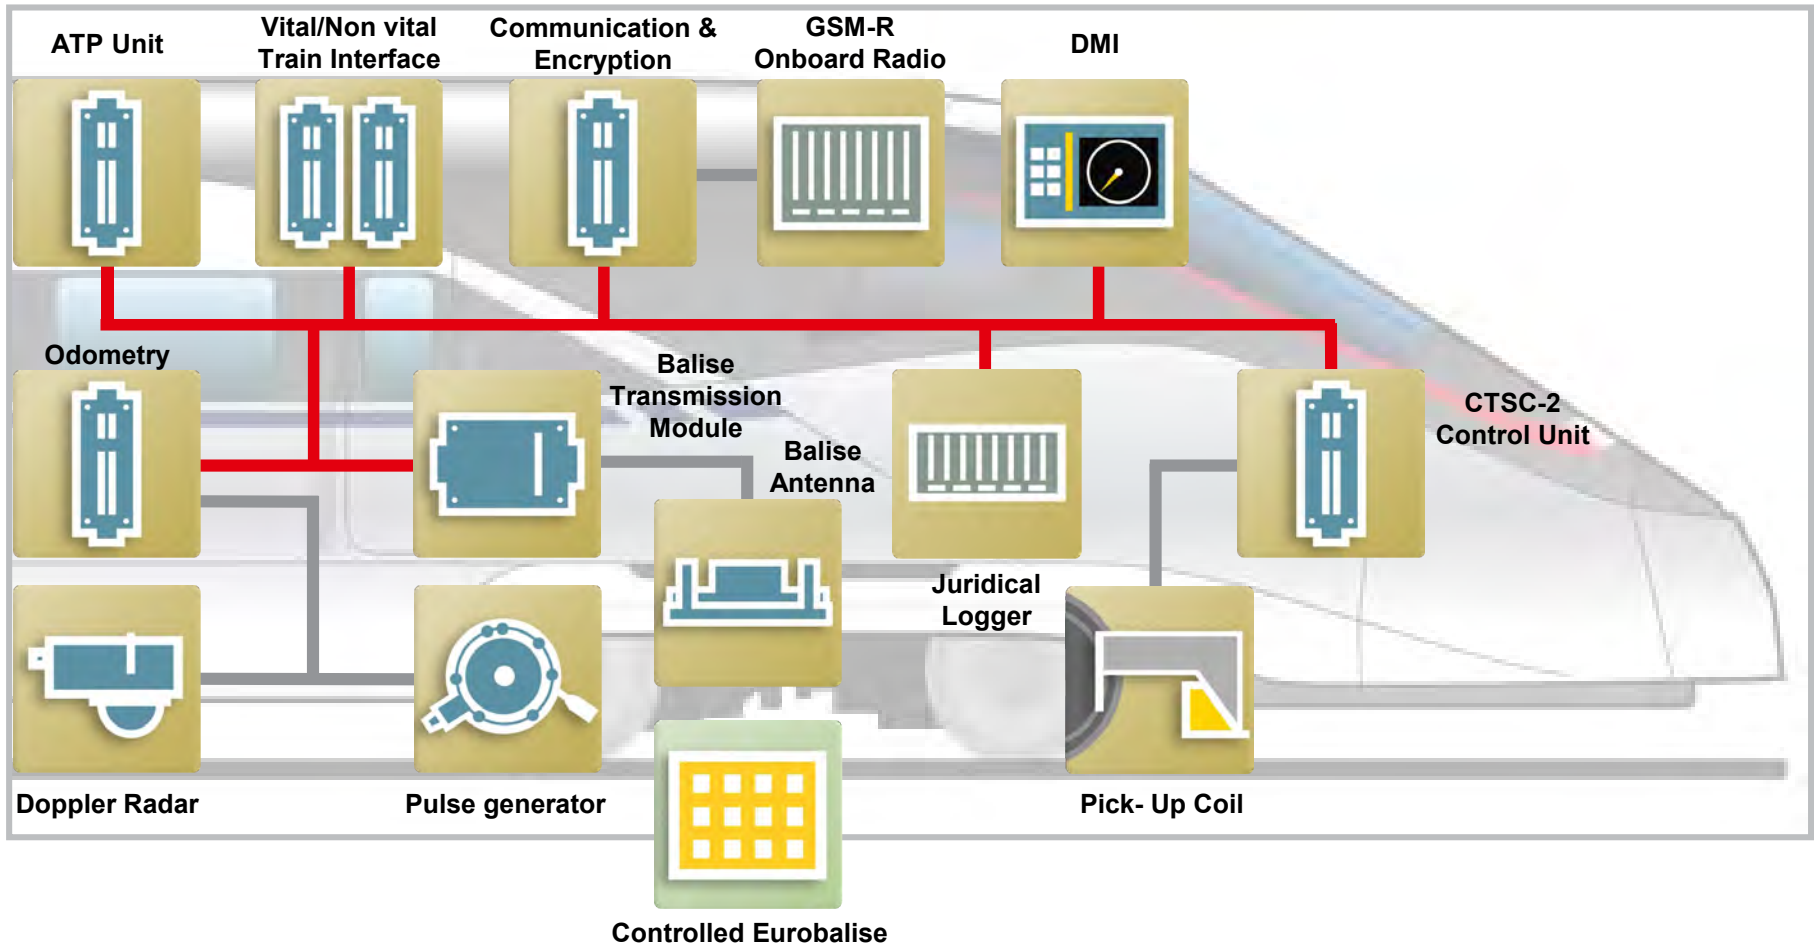 ATP Unit
Vital/Non vital
Train Interface
Communication &
Encryption
GSM-R
Onboard Radio
DMI
Odometry
Balise
Transmission
Module
Balise
Antenna
CTSC-2
Control Unit
Juridical
Logger
Doppler Radar
Pulse generator
Pick- Up Coil
Controlled Eurobalise